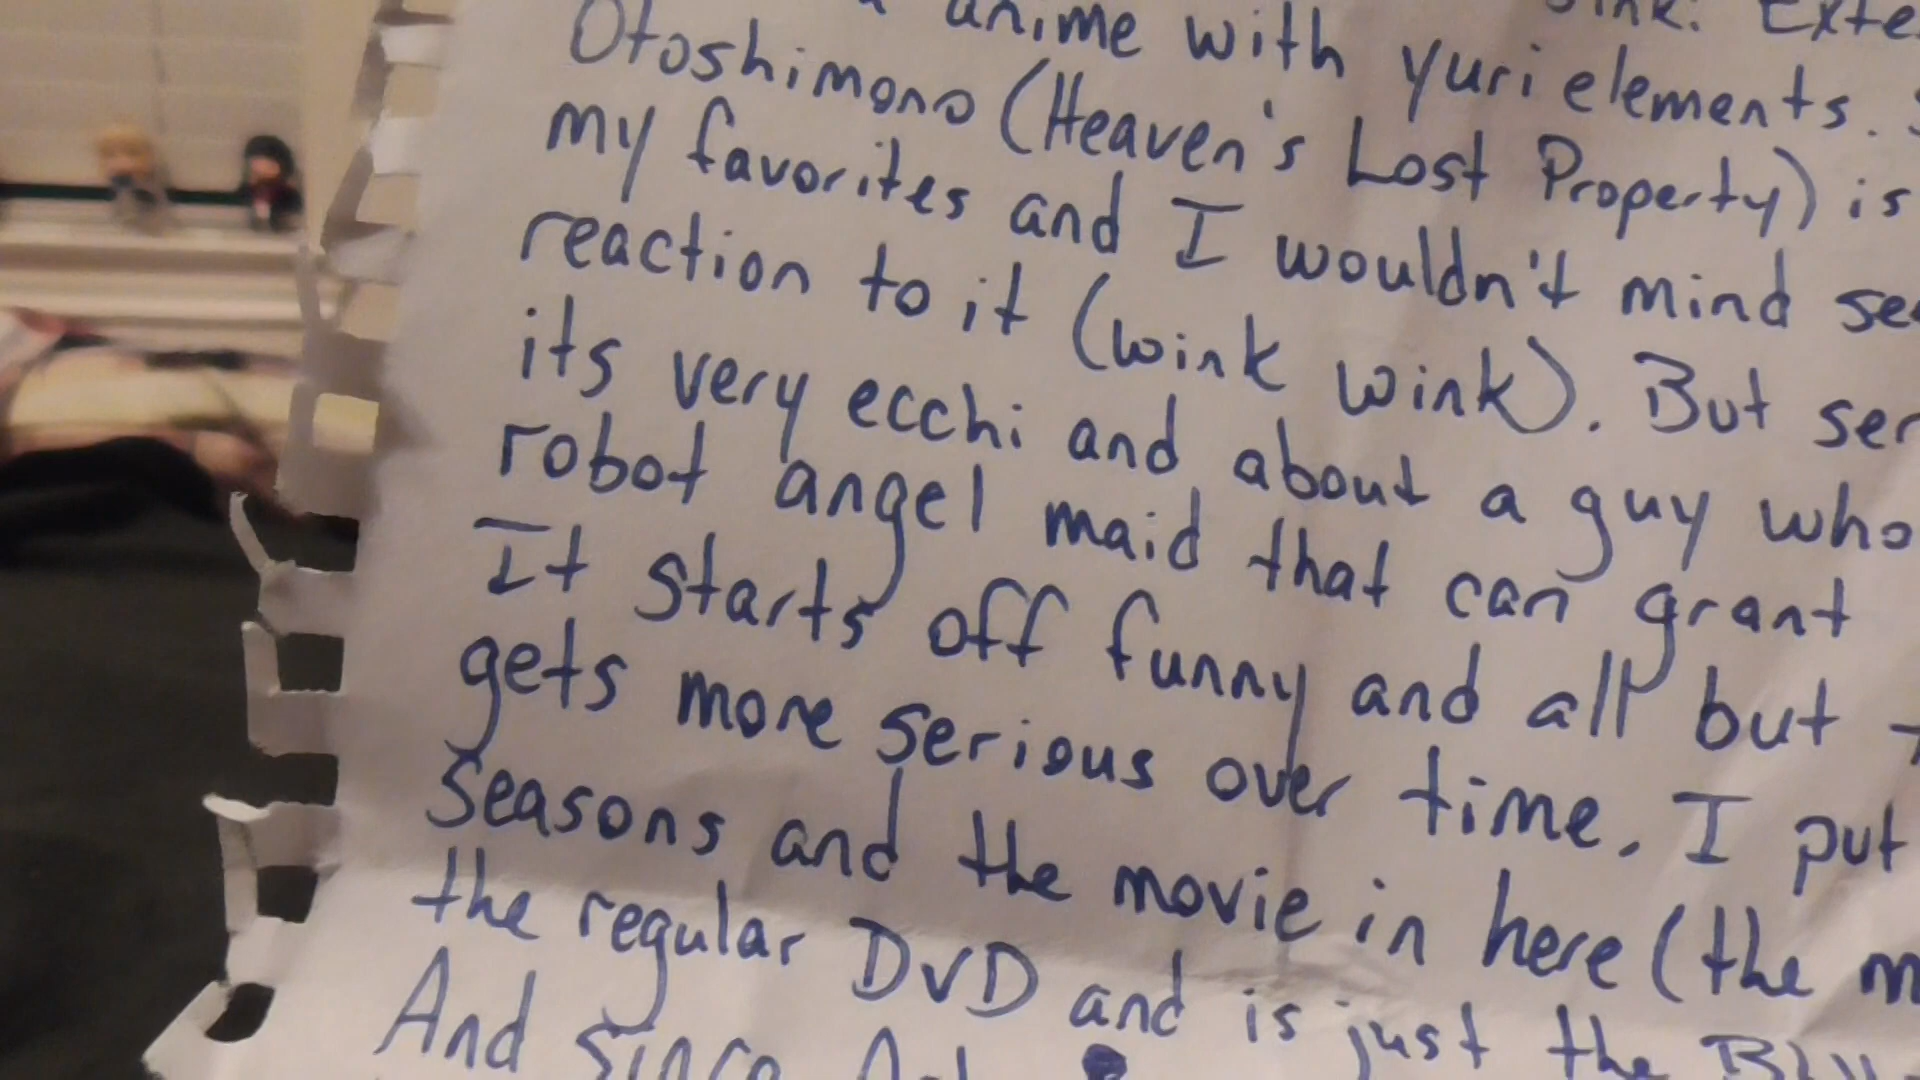 anime with yuri elements.
Otoshimono (Heaven's Lost Property) is
my favorites and I wouldn't mind
reaction to it (wink wink). But
its very ecchi and about a guy who
robot angel maid that can grant
It starts off funny and all but
gets more serious over time. I put
seasons and the movie in here (the
the regular DVD and is just the
And since